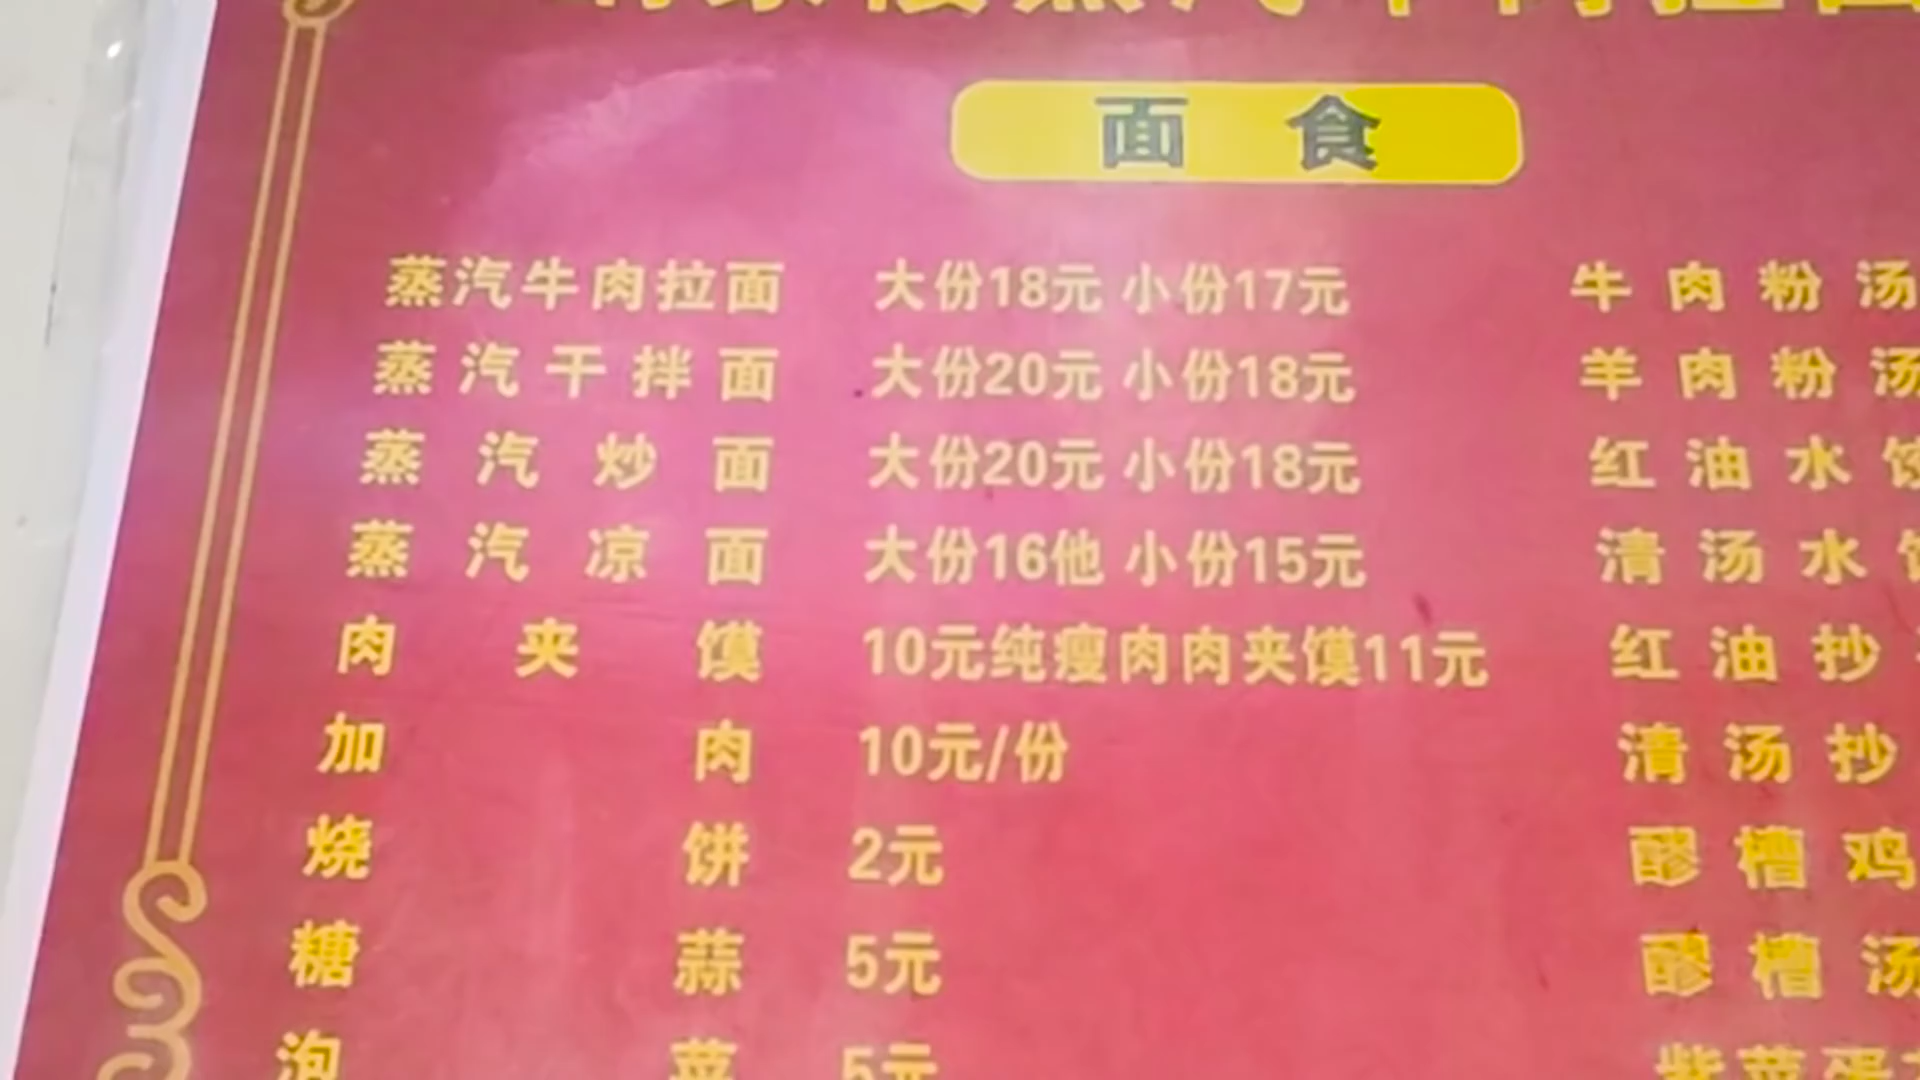 面食
蒸汽牛肉拉面 大份18元 小份17元 牛肉粉汤
蒸汽干拌面 大份20元 小份18元 羊肉粉汤
蒸汽炒面 大份20元 小份18元 红油水饺
蒸汽凉面 大份16他 小份15元 清汤水
肉夹馍 10元纯瘦肉肉夹馍11元 红油抄
加肉 10元/份 清汤抄
烧饼 2元 醪糟鸡
糖蒜 5元 醪糟汤
泡菜 5元 紫菜蛋